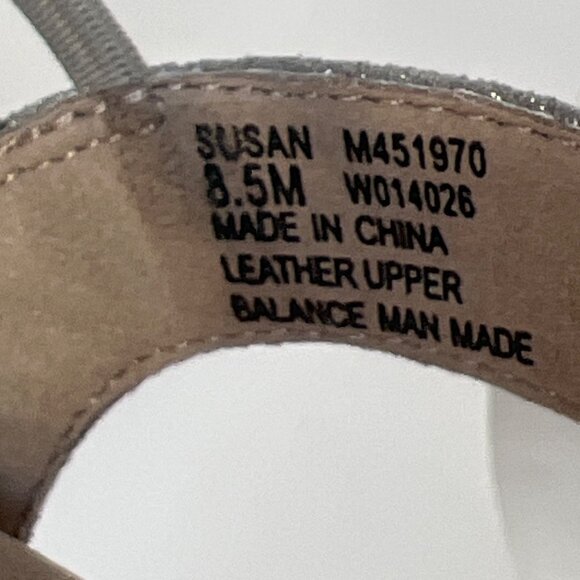 SUSAN M451970
8.5M W014026
MADE IN CHINA
LEATHER UPPER
BALANCE MAN MADE